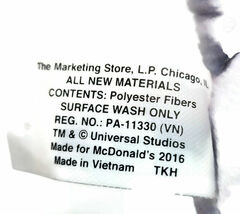 The Marketing Store, L.P. Chicago, IL
ALL NEW MATERIALS
CONTENTS: Polyester Fibers
SURFACE WASH ONLY
REG. NO.: PA-11330 (VN)
TM & © Universal Studios
Made for McDonald's 2016
Made in Vietnam TKH